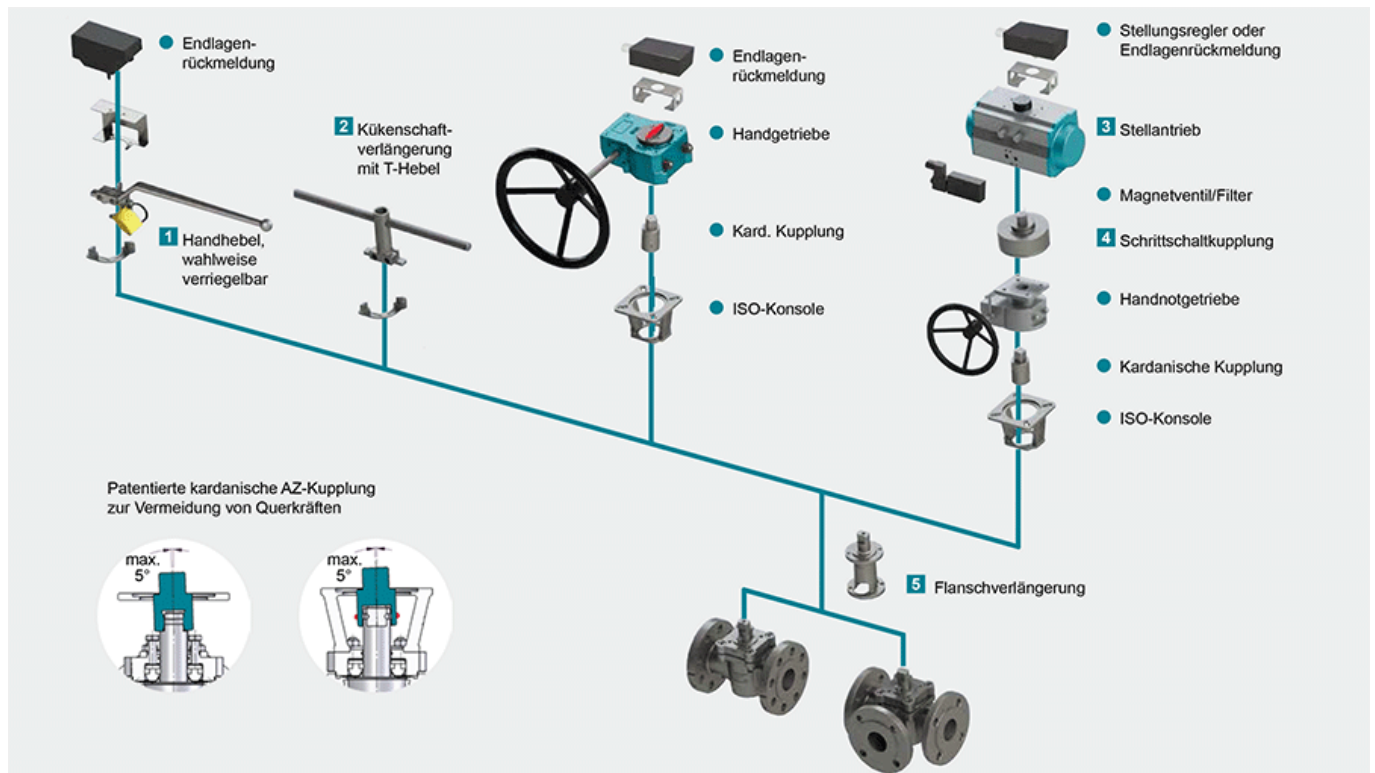 Endlagen-
rückmeldung
1 Handhebel,
wahlweise
verriegelbar
2 Kükenschaft-
verlängerung
mit T-Hebel
Endlagen-
rückmeldung
Handgetriebe
Kard. Kupplung
ISO-Konsole
Stellungsregler oder
Endlagenrückmeldung
3 Stellantrieb
Magnetventil/Filter
4 Schrittschaltkupplung
Handnotgetriebe
Kardanische Kupplung
ISO-Konsole
5 Flanschverlängerung
Patentierte kardanische AZ-Kupplung
zur Vermeidung von Querkräften
max.
5°
max.
5°